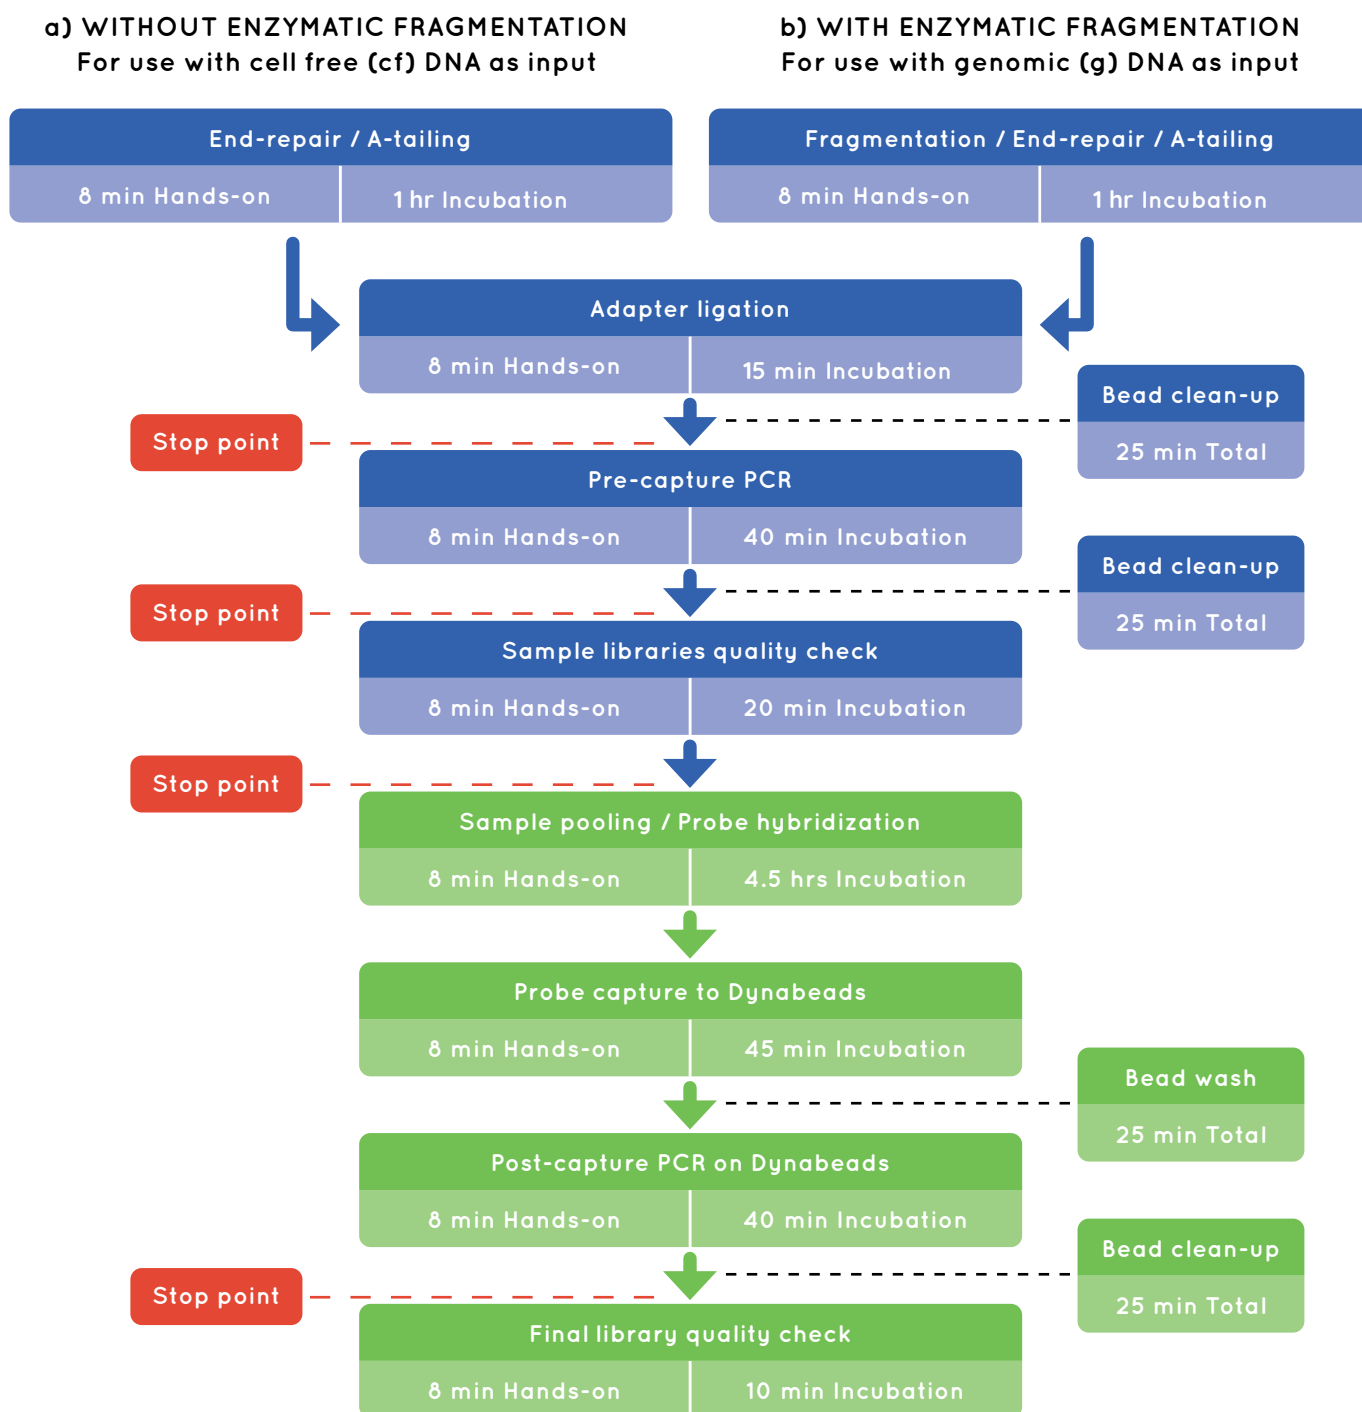 a) WITHOUT ENZYMATIC FRAGMENTATION
For use with cell free (cf) DNA as input
b) WITH ENZYMATIC FRAGMENTATION
For use with genomic (g) DNA as input
End-repair / A-tailing
8 min Hands-on
1 hr Incubation
Fragmentation / End-repair / A-tailing
8 min Hands-on
1 hr Incubation
Adapter ligation
8 min Hands-on
15 min Incubation
Bead clean-up
25 min Total
Stop point
Pre-capture PCR
8 min Hands-on
40 min Incubation
Bead clean-up
25 min Total
Stop point
Sample libraries quality check
8 min Hands-on
20 min Incubation
Stop point
Sample pooling / Probe hybridization
8 min Hands-on
4.5 hrs Incubation
Probe capture to Dynabeads
8 min Hands-on
45 min Incubation
Bead wash
25 min Total
Post-capture PCR on Dynabeads
8 min Hands-on
40 min Incubation
Bead clean-up
25 min Total
Stop point
Final library quality check
8 min Hands-on
10 min Incubation